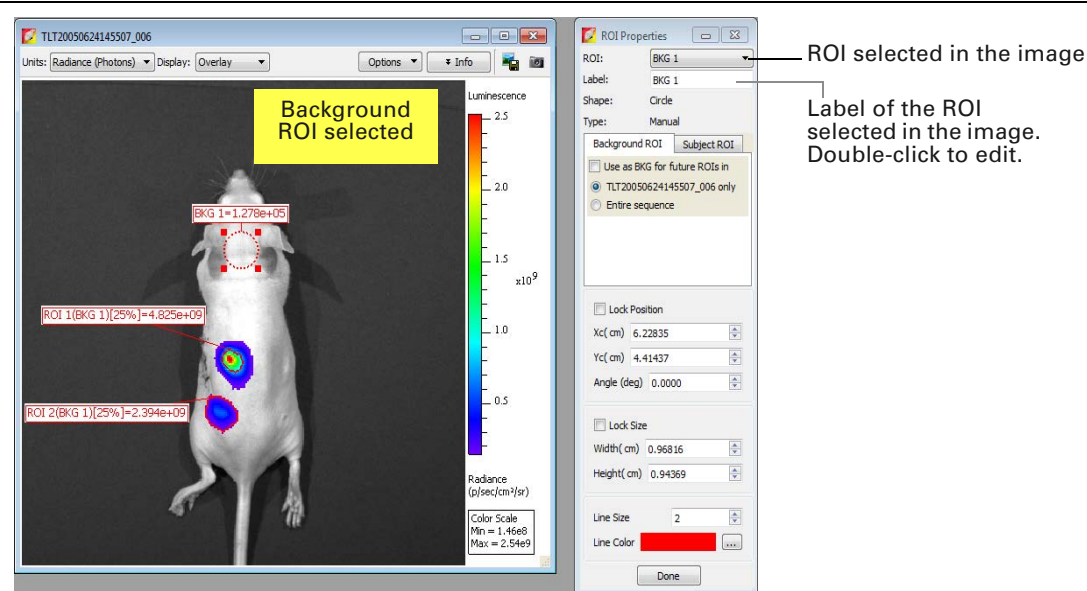 TLT20050624145507_006
Units: Radiance (Photons) Display: Overlay Options Info
Background
ROI selected
Luminescence
2.5
2.0
1.5
x10⁹
1.0
0.5
BKG 1=1.278e+05
ROI 1(BKG 1)[25%]=4.825e+09
ROI 2(BKG 1)[25%]=2.394e+09
Radiance
(p/sec/cm²/sr)
Color Scale
Min = 1.46e8
Max = 2.54e9
ROI Properties
ROI: BKG 1
Label: BKG 1
Shape: Circle
Type: Manual
Background ROI Subject ROI
Use as BKG for future ROIs in
TLT20050624145507_006 only
Entire sequence
Lock Position
Xc( cm) 6.22835
Yc( cm) 4.41437
Angle (deg) 0.0000
Lock Size
Width( cm) 0.96816
Height( cm) 0.94369
Line Size 2
Line Color ...
Done
ROI selected in the image
Label of the ROI
selected in the image.
Double-click to edit.